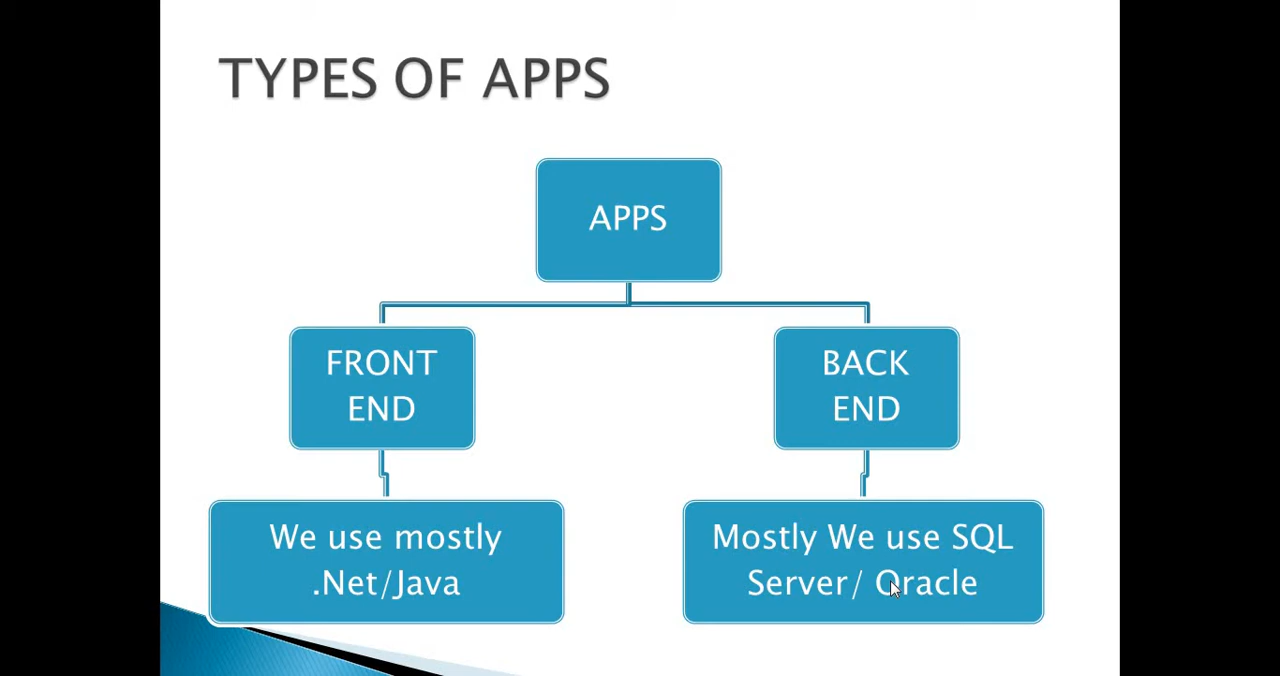 TYPES OF APPS
APPS
FRONT
END
BACK
END
We use mostly
.Net/Java
Mostly We use SQL
Server/ Oracle